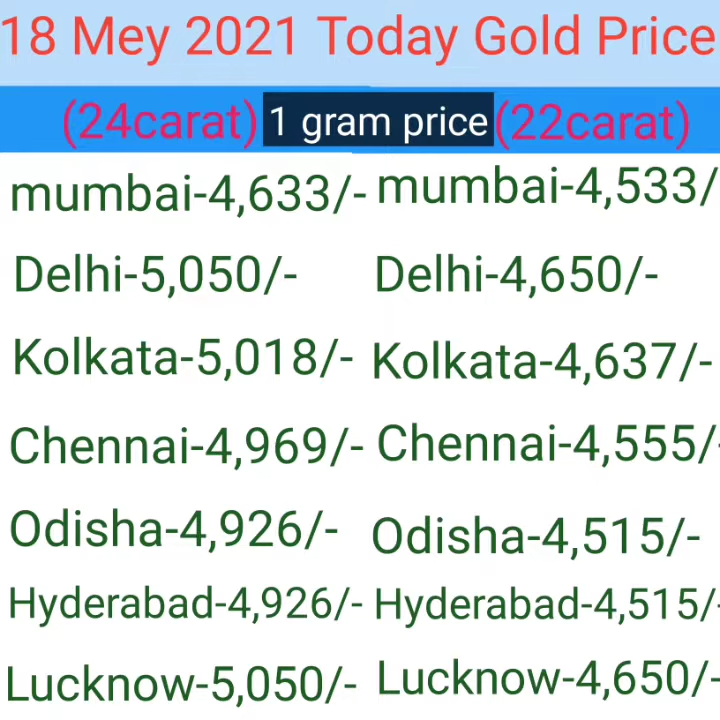 18 Mey 2021 Today Gold Price
(24carat) 1 gram price (22carat)
mumbai-4,633/- mumbai-4,533/
Delhi-5,050/- Delhi-4,650/-
Kolkata-5,018/- Kolkata-4,637/-
Chennai-4,969/- Chennai-4,555/-
Odisha-4,926/- Odisha-4,515/-
Hyderabad-4,926/- Hyderabad-4,515/-
Lucknow-5,050/- Lucknow-4,650/-